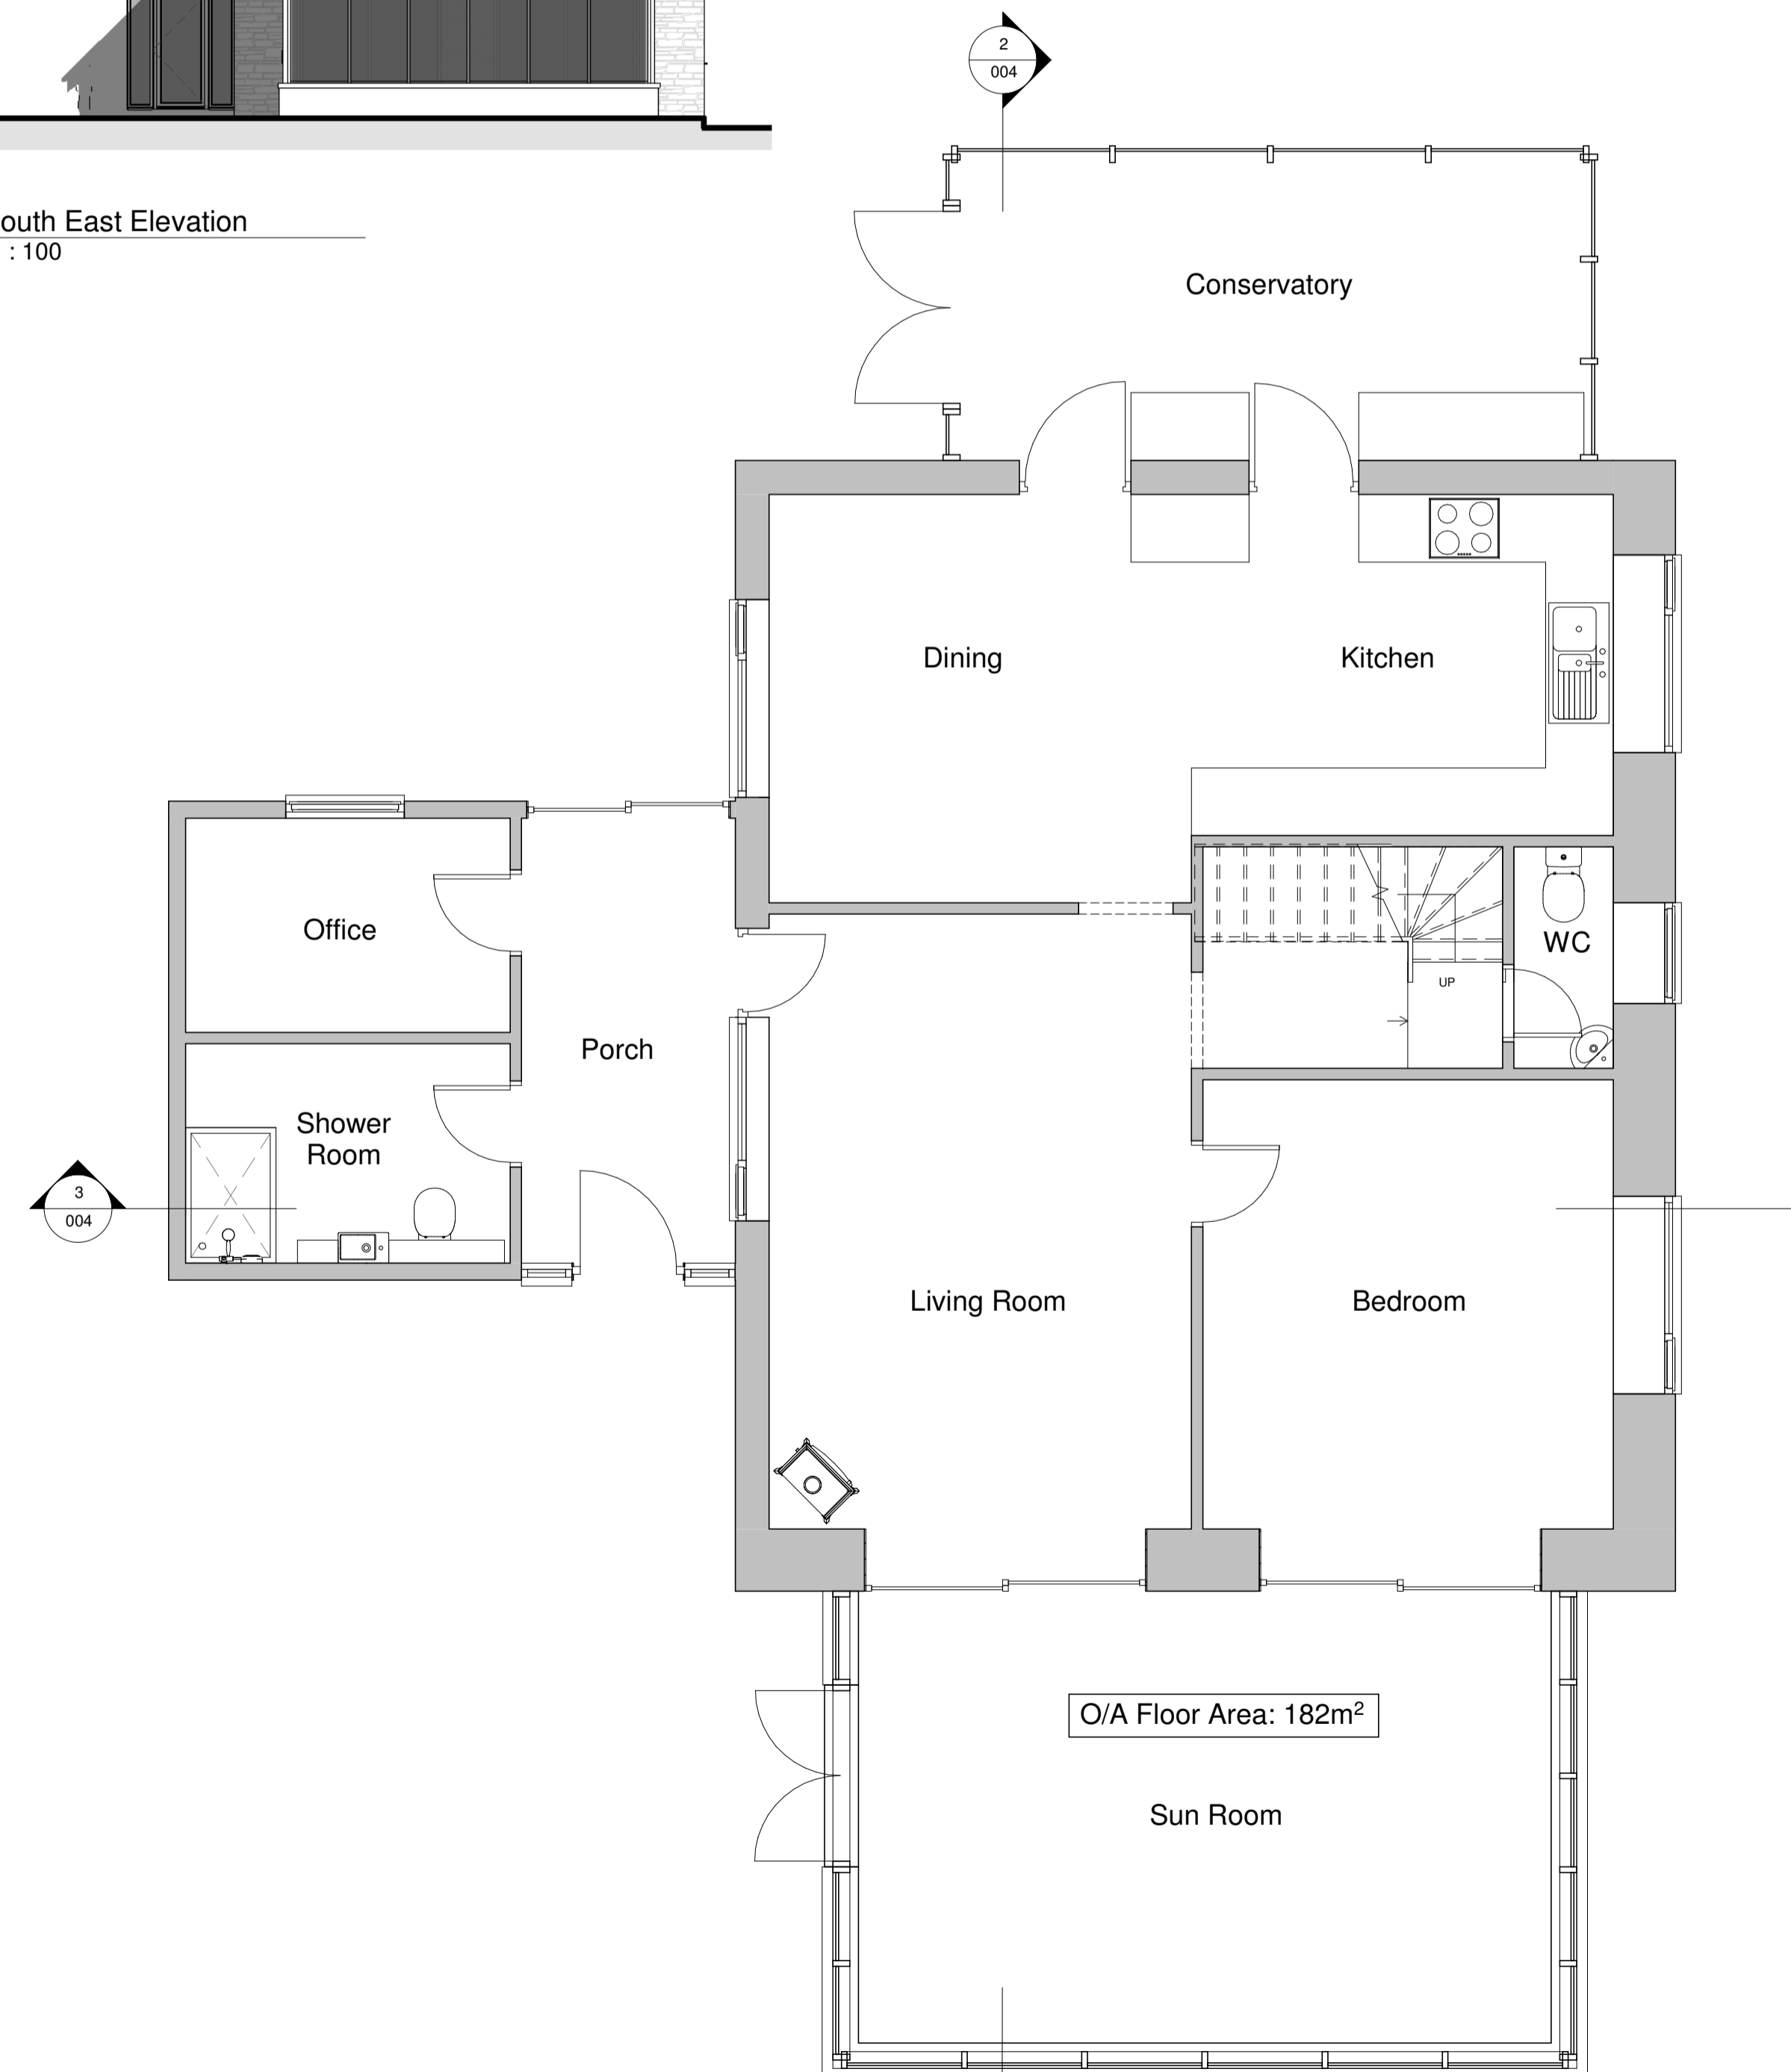 2
004
outh East Elevation
: 100
Conservatory
Dining
Kitchen
Office
WC
UP
Porch
Shower
Room
3
004
Living Room
Bedroom
O/A Floor Area: 182m²
Sun Room